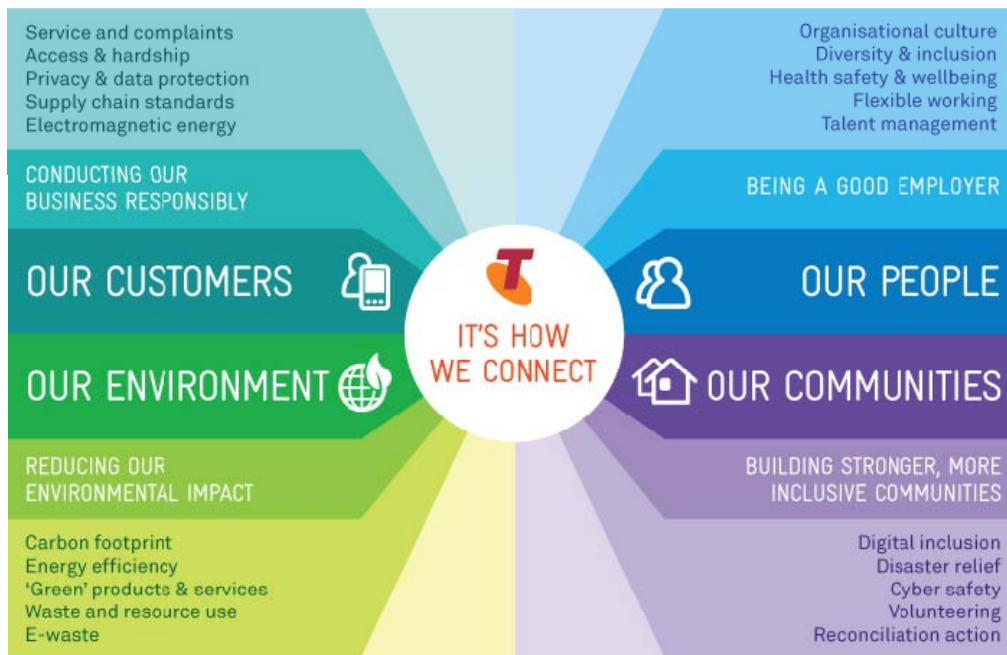 Service and complaints
Access & hardship
Privacy & data protection
Supply chain standards
Electromagnetic energy
CONDUCTING OUR
BUSINESS RESPONSIBLY
OUR CUSTOMERS
OUR ENVIRONMENT
REDUCING OUR
ENVIRONMENTAL IMPACT
Carbon footprint
Energy efficiency
‘Green’ products & services
Waste and resource use
E-waste
T
IT'S HOW
WE CONNECT
Organisational culture
Diversity & inclusion
Health safety & wellbeing
Flexible working
Talent management
BEING A GOOD EMPLOYER
OUR PEOPLE
OUR COMMUNITIES
BUILDING STRONGER, MORE
INCLUSIVE COMMUNITIES
Digital inclusion
Disaster relief
Cyber safety
Volunteering
Reconciliation action